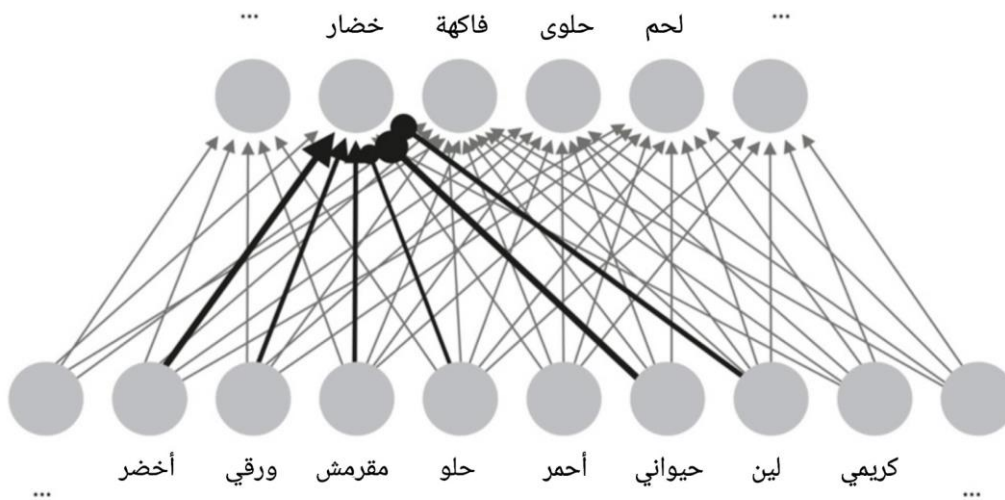 ... ...
خضار فاكهة حلوى لحم
أخضر ورقي مقرمش حلو أحمر حيواني لين كريمي
... ...